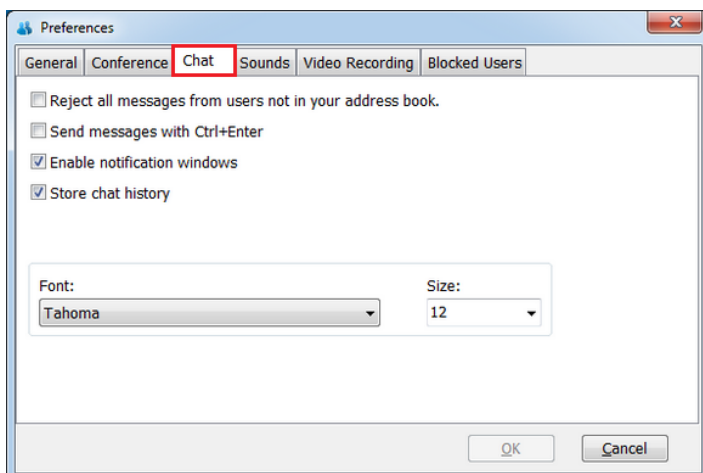 Preferences
General Conference Chat Sounds Video Recording Blocked Users
Reject all messages from users not in your address book.
Send messages with Ctrl+Enter
Enable notification windows
Store chat history
Font: Size:
Tahoma 12
OK Cancel